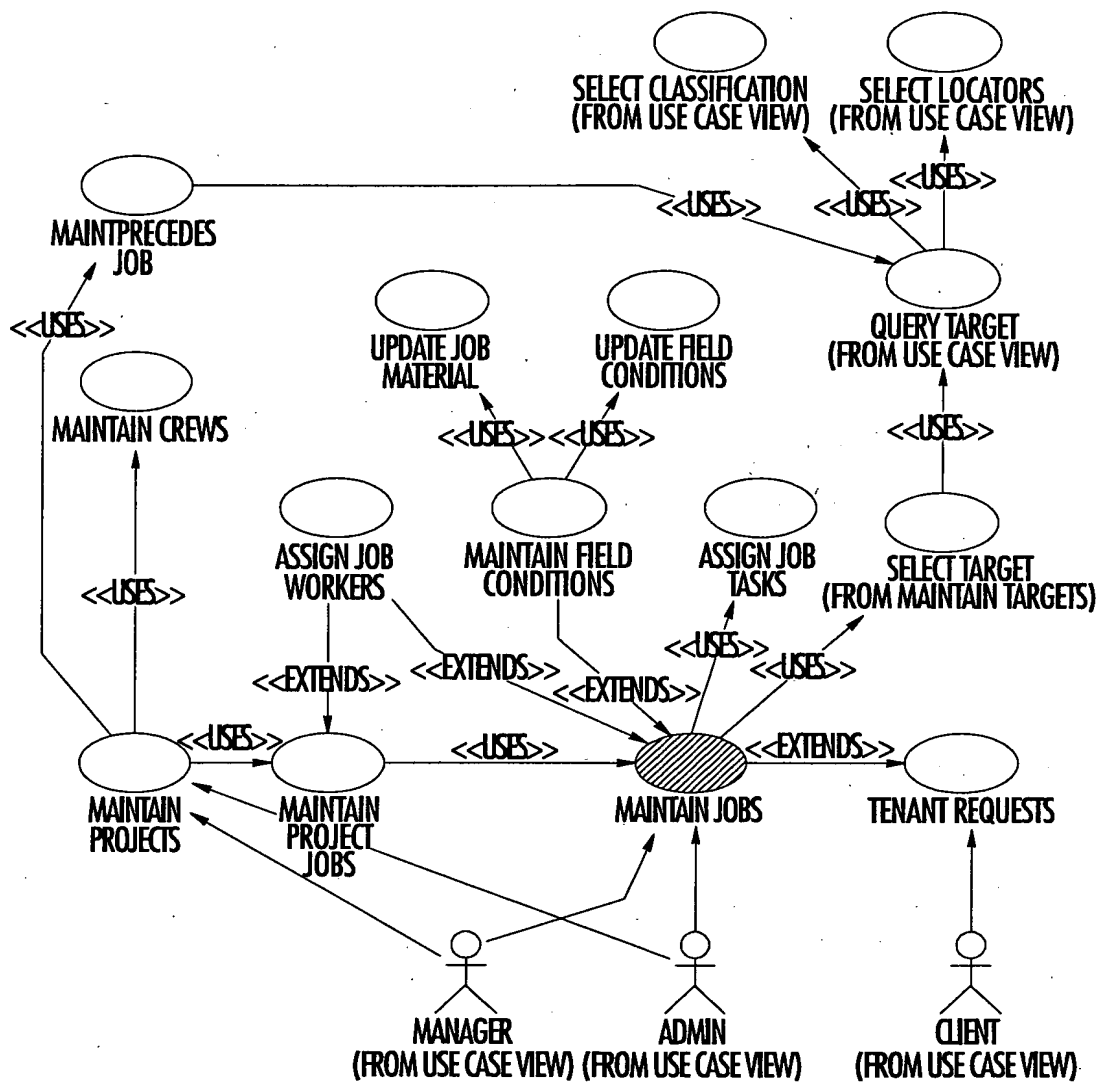 SELECT CLASSIFICATION
(FROM USE CASE VIEW)
SELECT LOCATORS
(FROM USE CASE VIEW)
<<USES>>
<<USES>>
<<USES>>
MAINTPRECEDES
JOB
<<USES>>
UPDATE JOB
MATERIAL
UPDATE FIELD
CONDITIONS
QUERY TARGET
(FROM USE CASE VIEW)
MAINTAIN CREWS
<<USES>>
<<USES>>
<<USES>>
<<USES>>
ASSIGN JOB
WORKERS
MAINTAIN FIELD
CONDITIONS
ASSIGN JOB
TASKS
SELECT TARGET
(FROM MAINTAIN TARGETS)
<<EXTENDS>>
<<EXTENDS>>
<<EXTENDS>>
<<USES>>
<<USES>>
<<USES>>
<<USES>>
<<EXTENDS>>
MAINTAIN
PROJECTS
MAINTAIN
PROJECT
JOBS
MAINTAIN JOBS
TENANT REQUESTS
MANAGER
(FROM USE CASE VIEW)
ADMIN
(FROM USE CASE VIEW)
CLIENT
(FROM USE CASE VIEW)